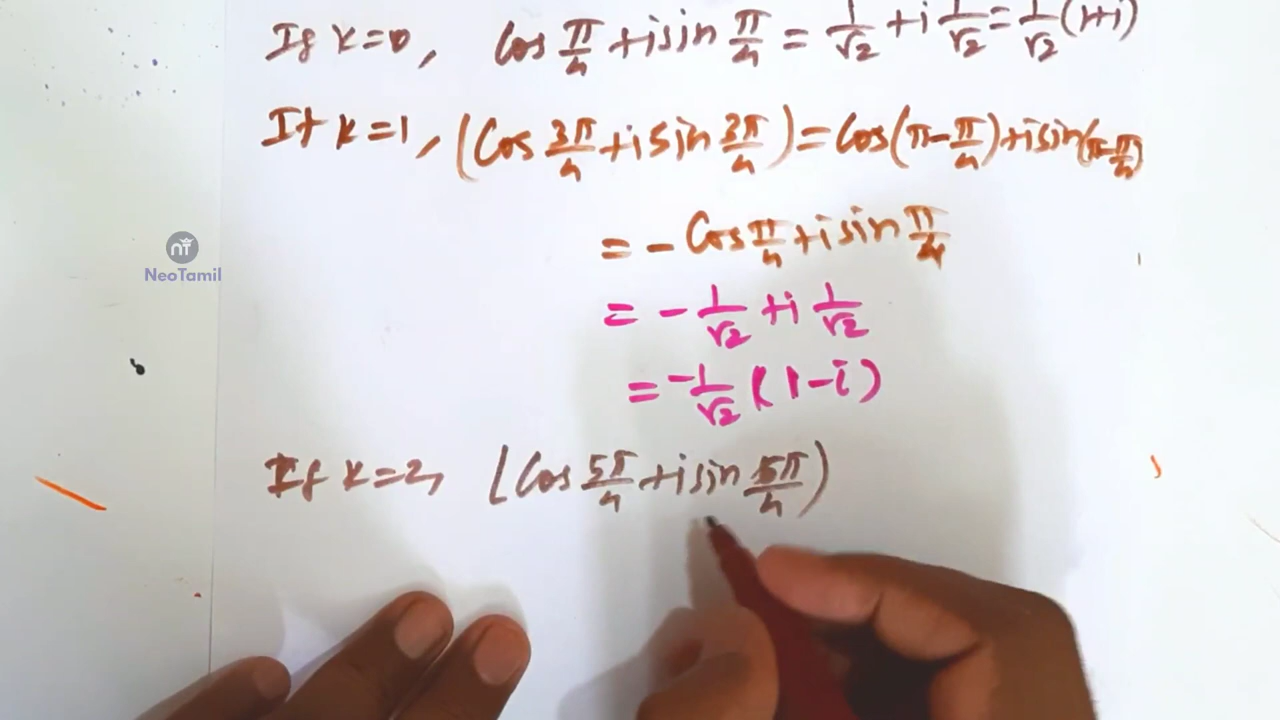 If k=0, cos π/4 + i sin π/4 = 1/√2 + i 1/√2 = 1/√2 (1+i)
If k=1, (cos 3π/4 + i sin 3π/4) = cos(π-π/4) + i sin(π-π/4)
= - cos π/4 + i sin π/4
nT
NeoTamil
= - 1/√2 + i 1/√2
= -1/√2 (1-i)
If k=2, [cos 5π/4 + i sin 5π/4)